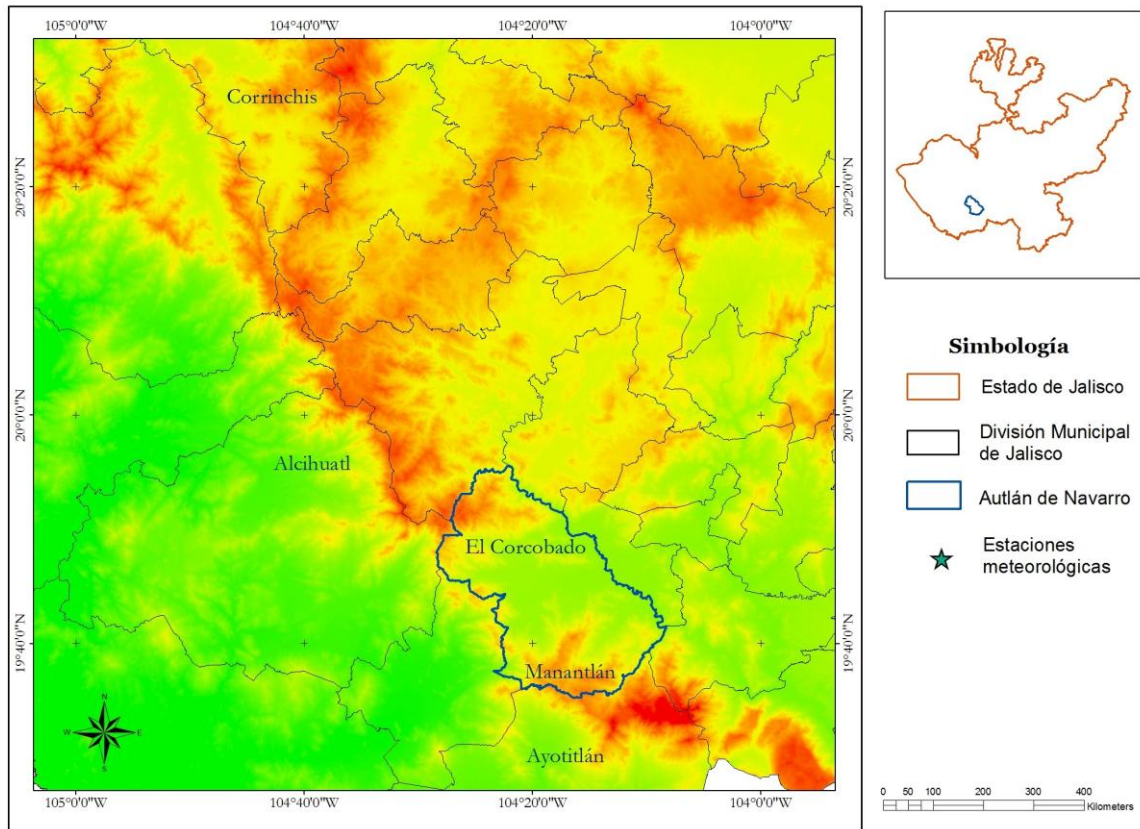 105°0'0"W
104°40'0"W
104°20'0"W
104°0'0"W
20°20'0"N
20°0'0"N
19°40'0"N
Corrinchis
Alcihuatl
El Corcobado
Manantlán
Ayotitlán
N
W
E
S
105°0'0"W
104°40'0"W
104°20'0"W
104°0'0"W
20°20'0"N
20°0'0"N
19°40'0"N
Simbología
Estado de Jalisco
División Municipal
de Jalisco
Autlán de Navarro
Estaciones
meteorológicas
0 50 100 200 300 400
Kilometers